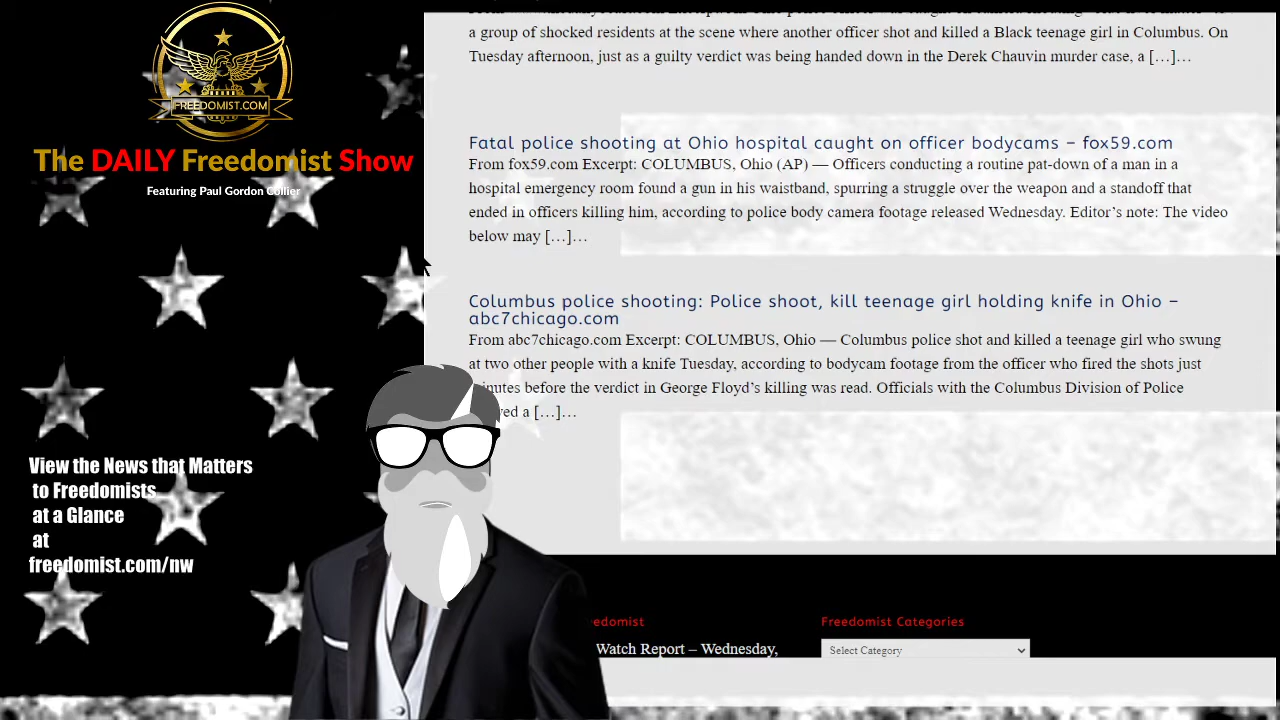 FREEDOMIST.COM
The DAILY Freedomist Show
Featuring Paul Gordon Collier
View the News that Matters
to Freedomists
at a Glance
at
freedomist.com/nw
a group of shocked residents at the scene where another officer shot and killed a Black teenage girl in Columbus. On
Tuesday afternoon, just as a guilty verdict was being handed down in the Derek Chauvin murder case, a […]…
Fatal police shooting at Ohio hospital caught on officer bodycams – fox59.com
From fox59.com Excerpt: COLUMBUS, Ohio (AP) — Officers conducting a routine pat-down of a man in a
hospital emergency room found a gun in his waistband, spurring a struggle over the weapon and a standoff that
ended in officers killing him, according to police body camera footage released Wednesday. Editor’s note: The video
below may […]…
Columbus police shooting: Police shoot, kill teenage girl holding knife in Ohio –
abc7chicago.com
From abc7chicago.com Excerpt: COLUMBUS, Ohio — Columbus police shot and killed a teenage girl who swung
at two other people with a knife Tuesday, according to bodycam footage from the officer who fired the shots just
minutes before the verdict in George Floyd’s killing was read. Officials with the Columbus Division of Police
a […]…
edomist
Watch Report – Wednesday,
Freedomist Categories
Select Category